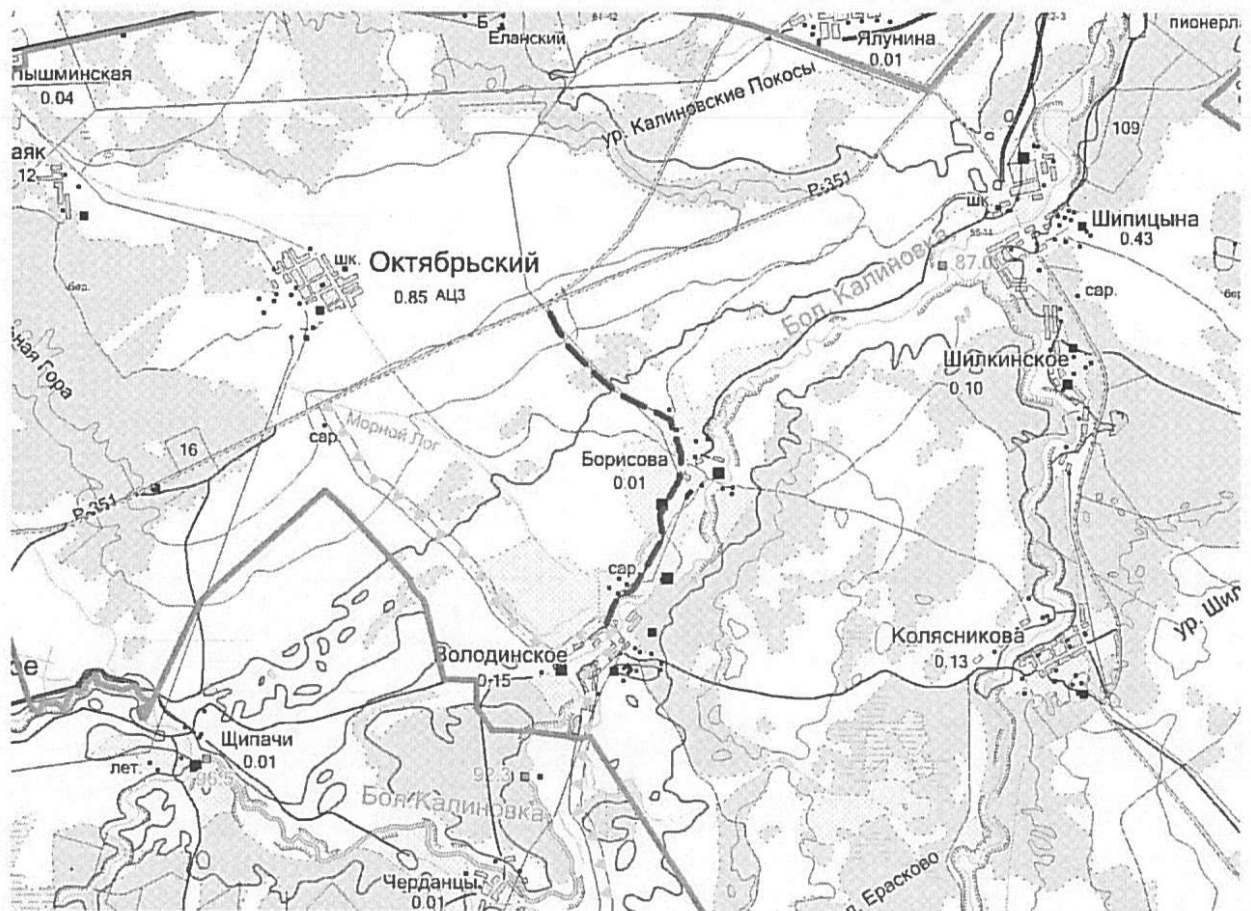 Б
Еланский
Ялунина
0.01
пионерл
пышминская
0.04
ур. Калиновские Покосы
109
аяк
12
Р-351
шк.
Шипицына
0.43
шк.
Октябрьский
0.85 АЦЗ
Бол. Калиновка
87.0
сар.
бер.
ьная Гора
Шилкинское
0.10
Морной Лог
сар.
16
Борисова
0.01
Р-351
сар.
ур. Шил
Колясникова
0.13
Володинское
0.15
ое
Щипачи
0.01
лет.
95.5
92.3
Бол Калиновка
Черданцы
0.01
Ерасково